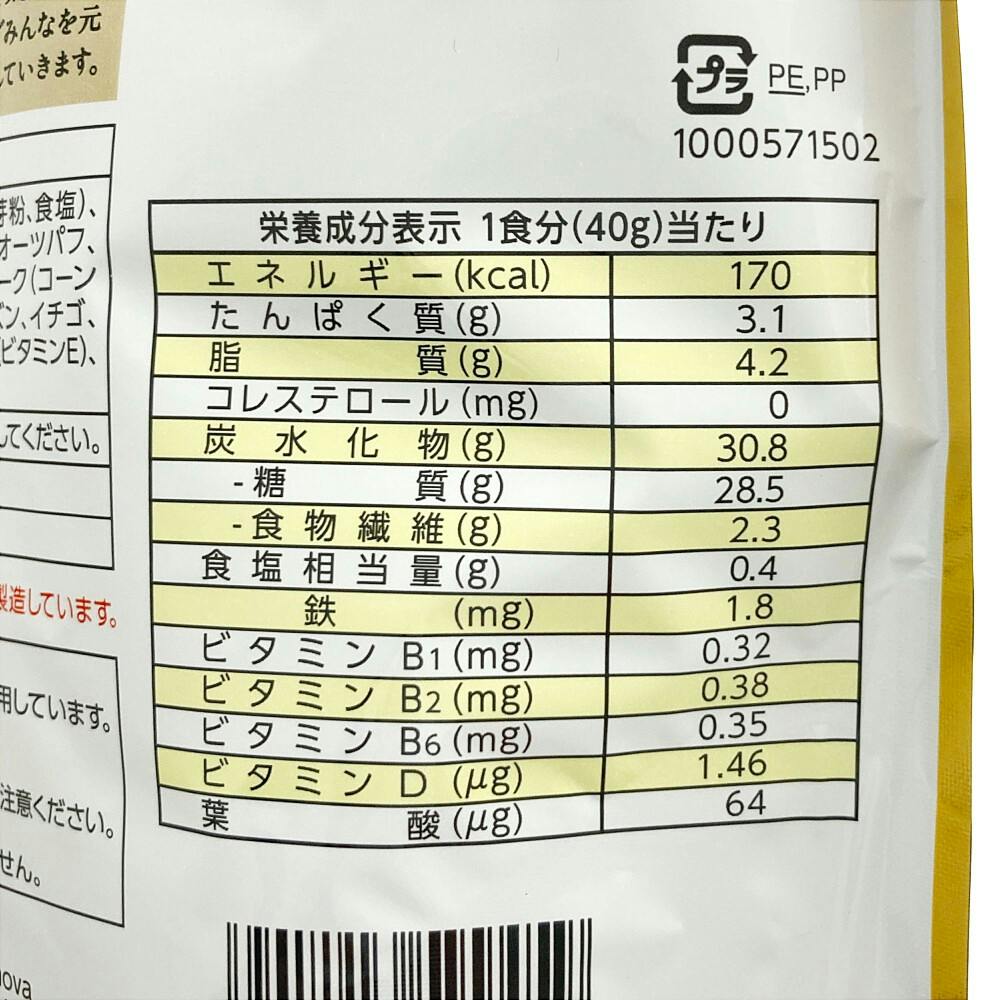 みんなを元
ていきます。
プラ PE,PP
1000571502
芽粉、食塩)、
オーツパフ、
ーク(コーン
ン、イチゴ、
ビタミンE)、
してください。
製造しています。
用しています。
注意ください。
せん。
栄養成分表示 1食分(40g)当たり
エネルギー(kcal) 170
たんぱく質(g) 3.1
脂質(g) 4.2
コレステロール(mg) 0
炭水化物(g) 30.8
-糖質(g) 28.5
-食物繊維(g) 2.3
食塩相当量(g) 0.4
鉄(mg) 1.8
ビタミンB1(mg) 0.32
ビタミンB2(mg) 0.38
ビタミンB6(mg) 0.35
ビタミンD(μg) 1.46
葉酸(μg) 64
ova